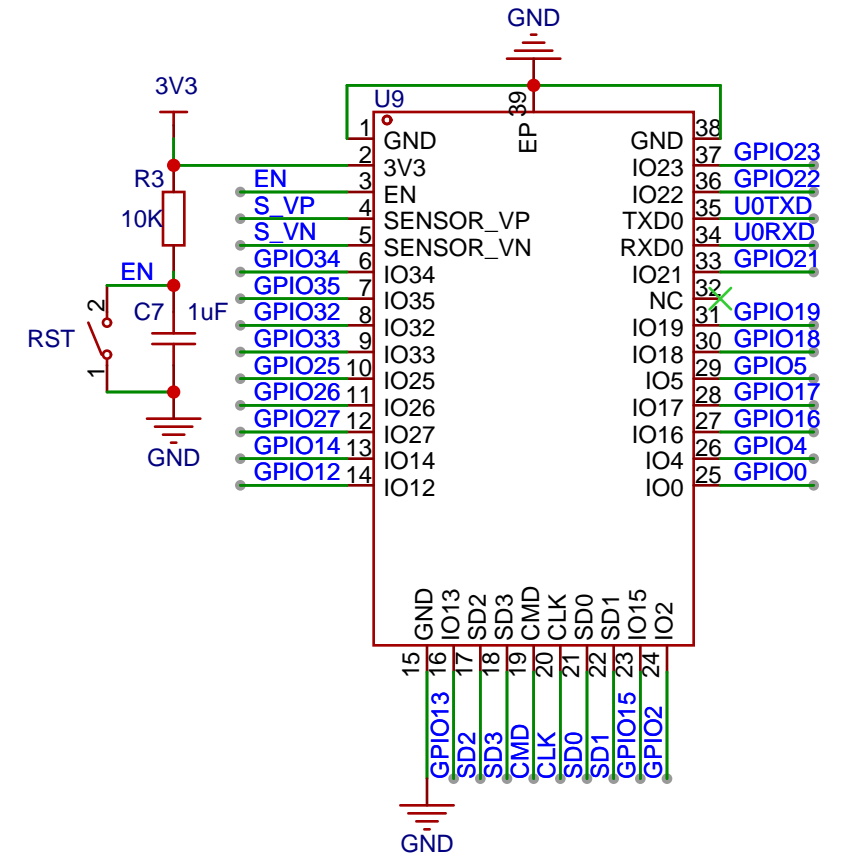 GND
3V3
U9
EP 39
1 GND
GND 38
2 3V3
IO23 37 GPIO23
EN 3 EN
IO22 36 GPIO22
S_VP 4 SENSOR_VP
TXD0 35 U0TXD
S_VN 5 SENSOR_VN
RXD0 34 U0RXD
GPIO34 6 IO34
IO21 33 GPIO21
GPIO35 7 IO35
NC 32
GPIO32 8 IO32
IO19 31 GPIO19
GPIO33 9 IO33
IO18 30 GPIO18
GPIO25 10 IO25
IO5 29 GPIO5
GPIO26 11 IO26
IO17 28 GPIO17
GPIO27 12 IO27
IO16 27 GPIO16
GPIO14 13 IO14
IO4 26 GPIO4
GPIO12 14 IO12
IO0 25 GPIO0
R3
10K
EN
C7 1uF
RST
2
1
GND
GND 15
IO13 16 GPIO13
SD2 17 SD2
SD3 18 SD3
CMD 19 CMD
CLK 20 CLK
SD0 21 SD0
SD1 22 SD1
IO15 23 GPIO15
IO2 24 GPIO2
GND